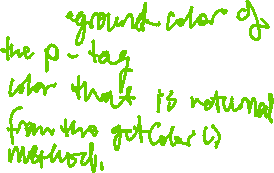 ground color of
the p-tag
color that is returned
from the getColor()
method.